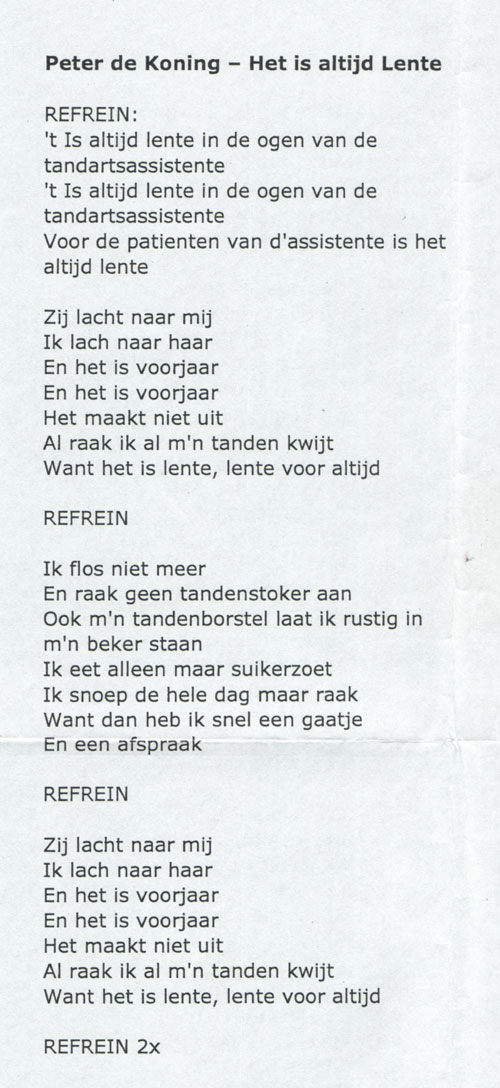 Peter de Koning – Het is altijd Lente
REFREIN:
't Is altijd lente in de ogen van de
tandartsassistente
't Is altijd lente in de ogen van de
tandartsassistente
Voor de patienten van d'assistente is het
altijd lente
Zij lacht naar mij
Ik lach naar haar
En het is voorjaar
En het is voorjaar
Het maakt niet uit
Al raak ik al m'n tanden kwijt
Want het is lente, lente voor altijd
REFREIN
Ik flos niet meer
En raak geen tandenstoker aan
Ook m'n tandenborstel laat ik rustig in
m'n beker staan
Ik eet alleen maar suikerzoet
Ik snoep de hele dag maar raak
Want dan heb ik snel een gaatje
En een afspraak
REFREIN
Zij lacht naar mij
Ik lach naar haar
En het is voorjaar
En het is voorjaar
Het maakt niet uit
Al raak ik al m'n tanden kwijt
Want het is lente, lente voor altijd
REFREIN 2x